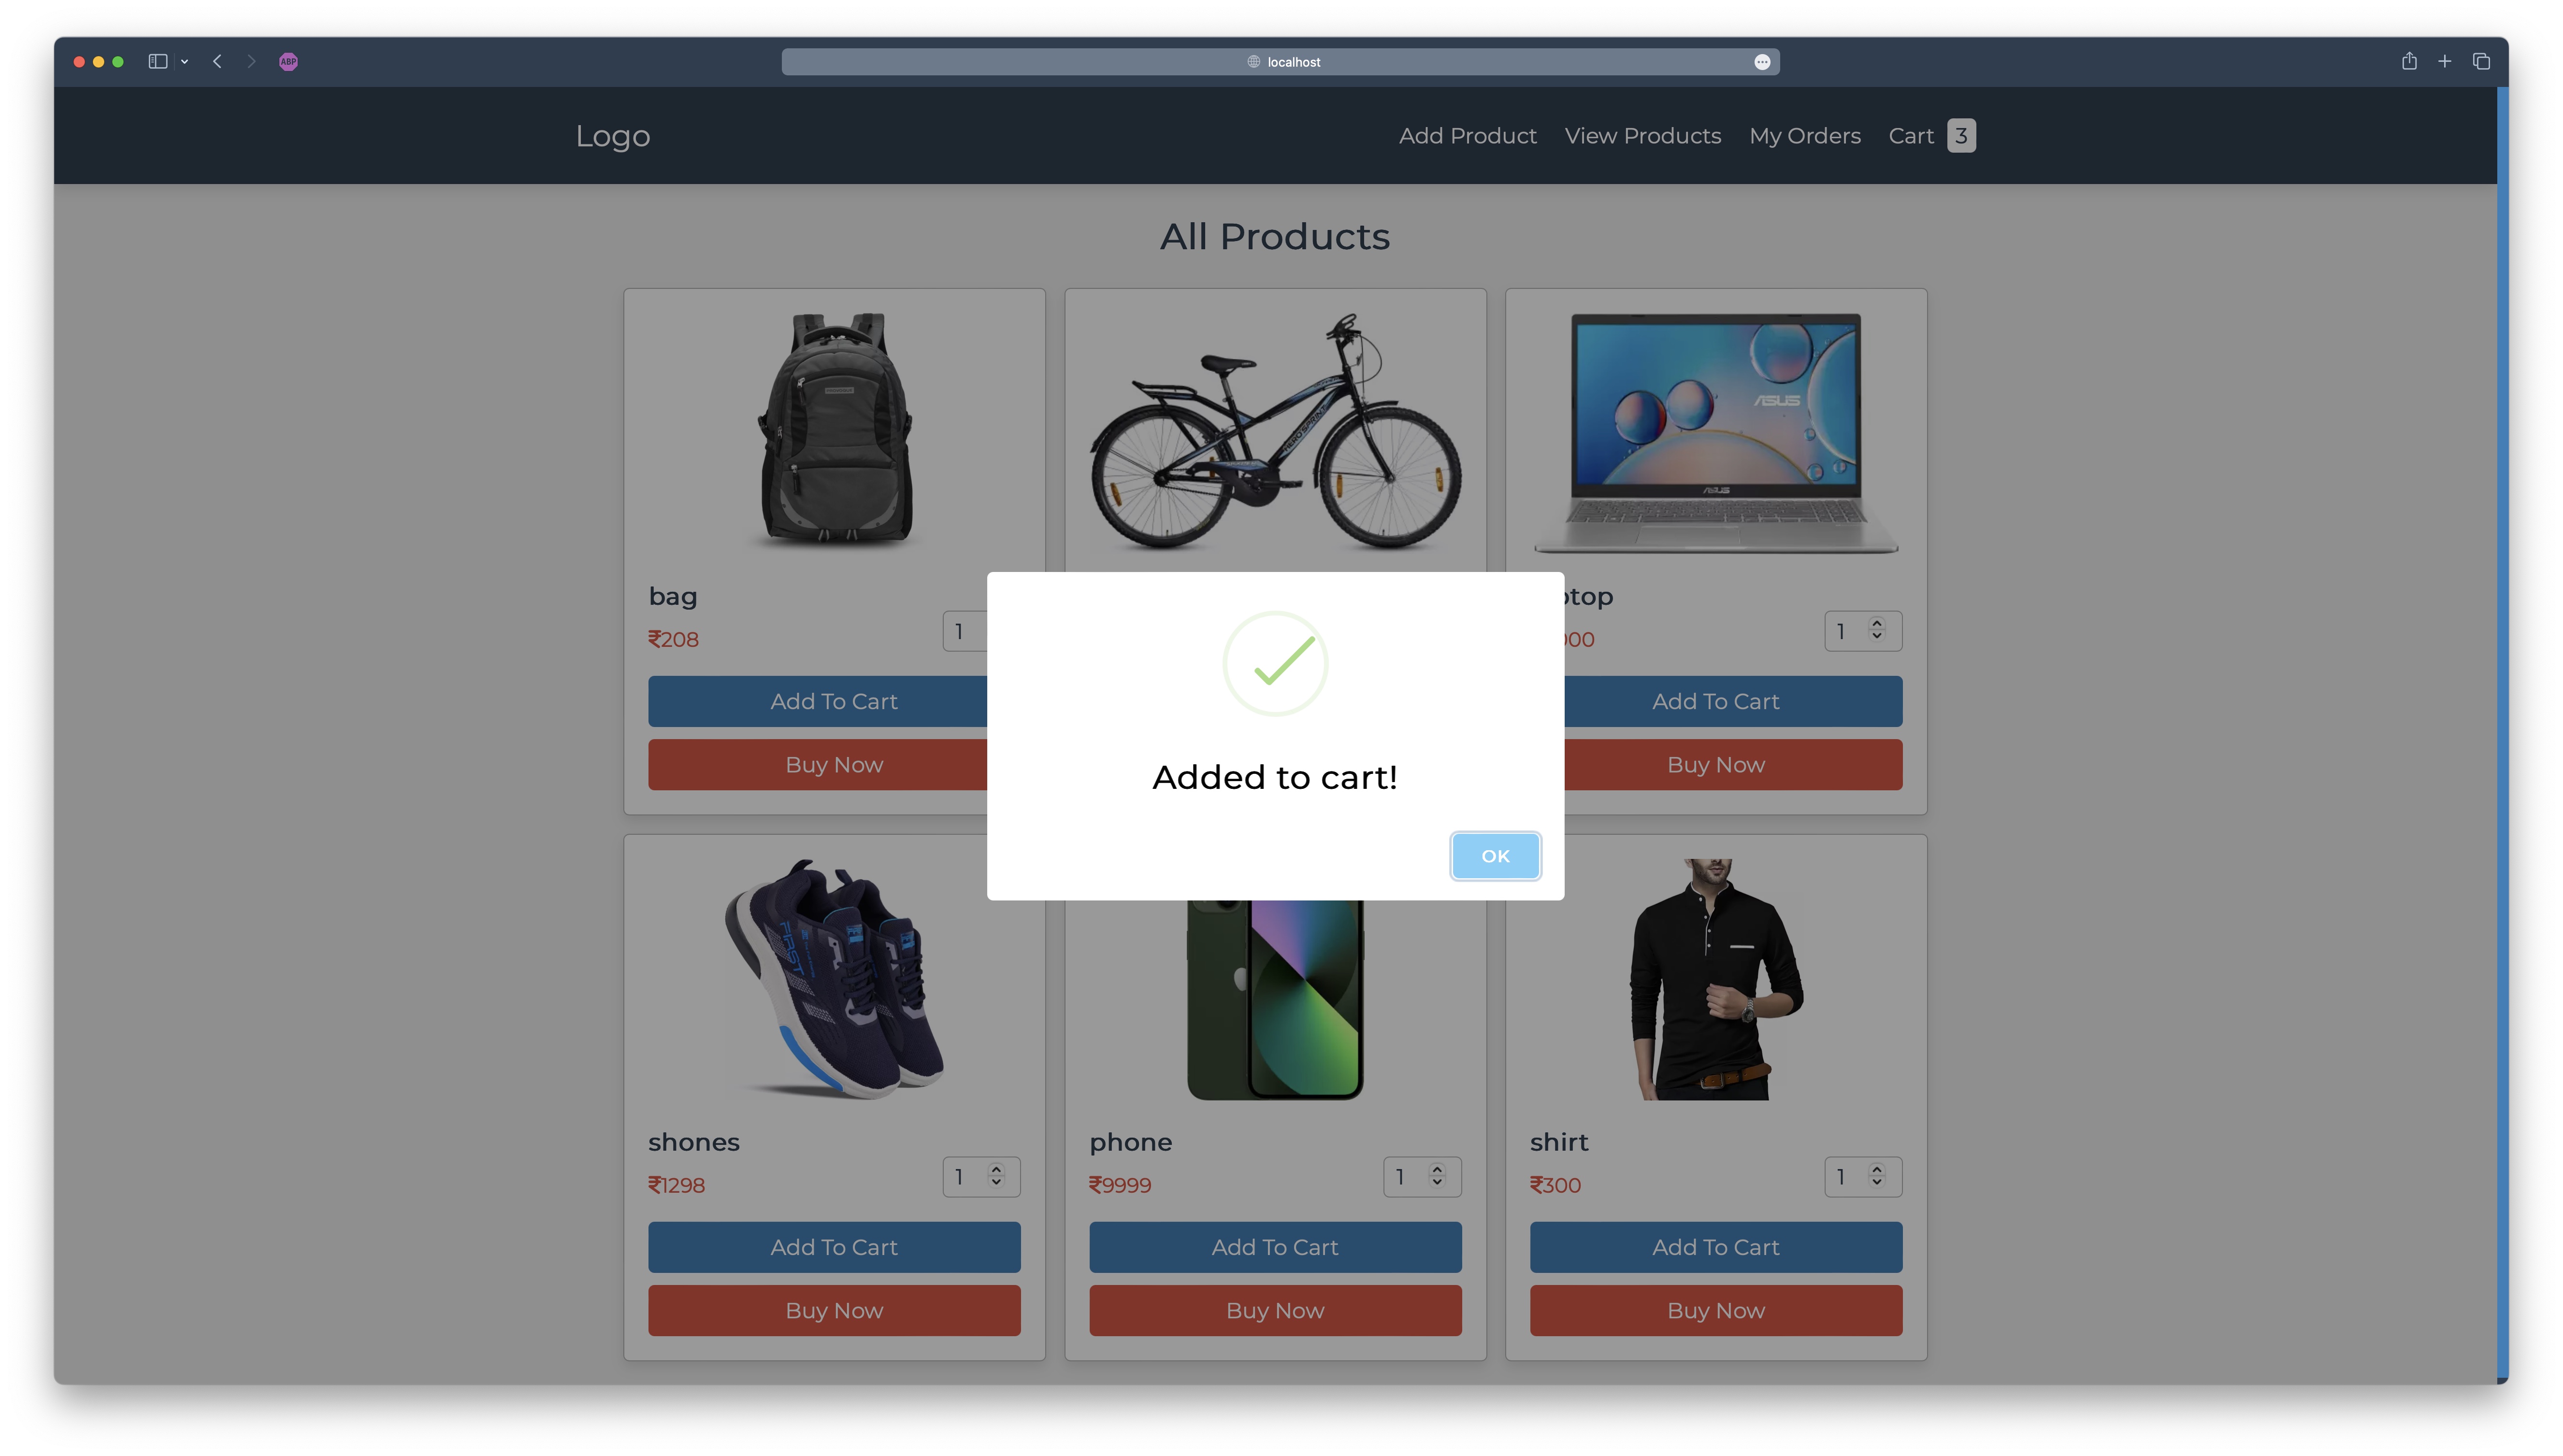 ABP
localhost
Logo
Add Product View Products My Orders Cart 3
All Products
ASUS
ASUS
bag
₹208
1
top
00
1
Add To Cart
Buy Now
Add To Cart
Buy Now
Added to cart!
OK
FIRST
shones
₹1298
1
Add To Cart
Buy Now
phone
₹9999
1
Add To Cart
Buy Now
shirt
₹300
1
Add To Cart
Buy Now